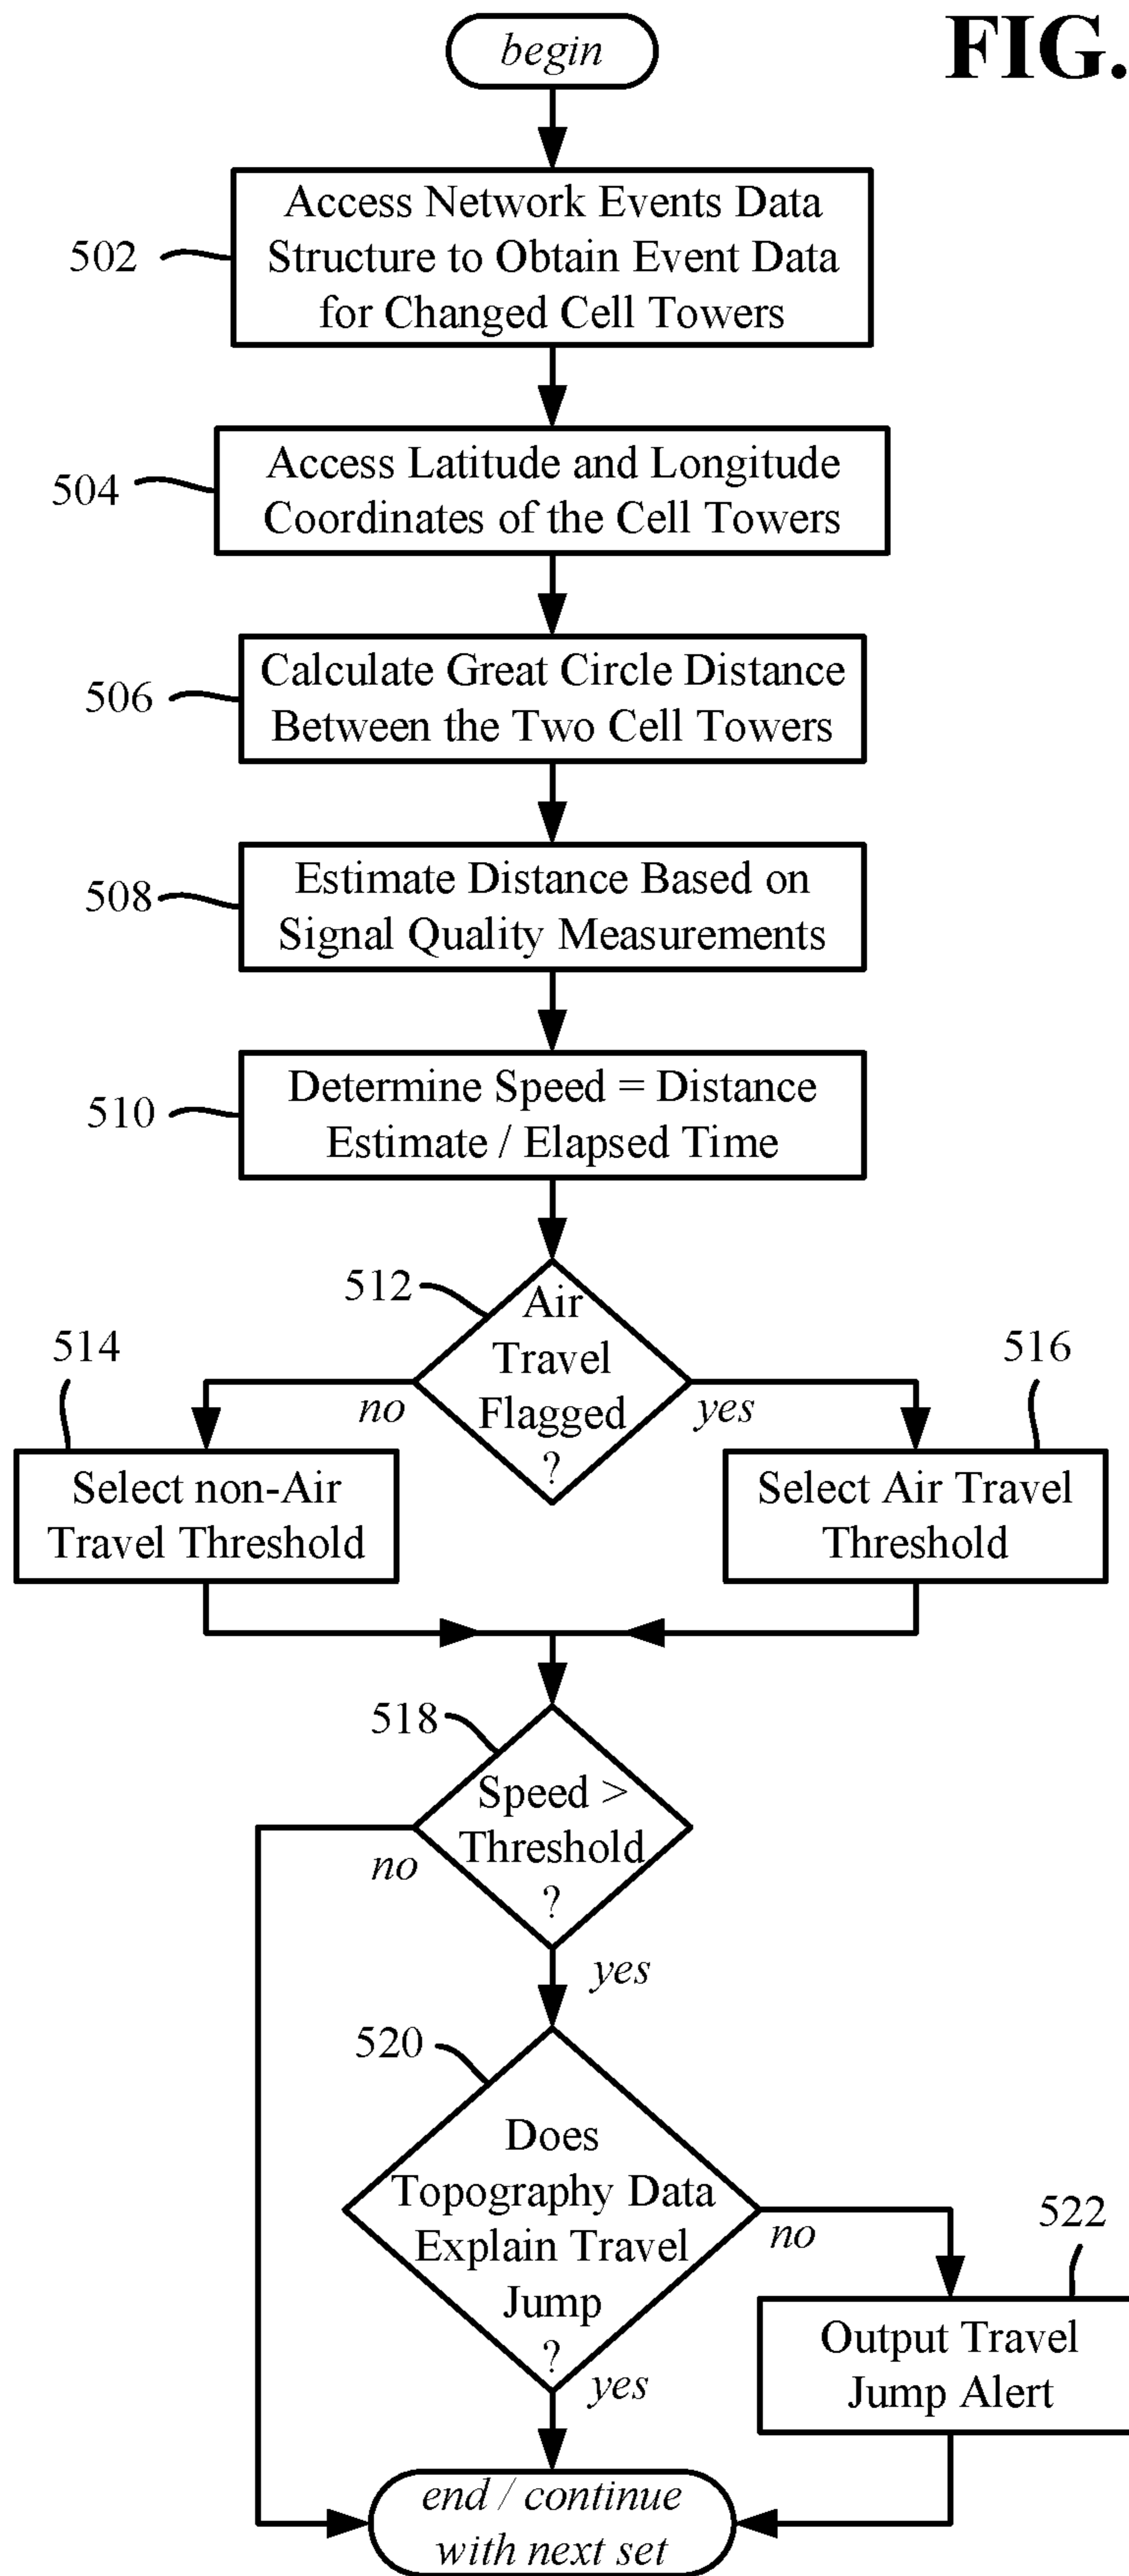 FIG.
begin
502
Access Network Events Data
Structure to Obtain Event Data
for Changed Cell Towers
504
Access Latitude and Longitude
Coordinates of the Cell Towers
506
Calculate Great Circle Distance
Between the Two Cell Towers
508
Estimate Distance Based on
Signal Quality Measurements
510
Determine Speed = Distance
Estimate / Elapsed Time
512
Air
Travel
Flagged
?
no
yes
514
Select non-Air
Travel Threshold
516
Select Air Travel
Threshold
518
Speed >
Threshold
?
no
yes
520
Does
Topography Data
Explain Travel
Jump
?
no
yes
522
Output Travel
Jump Alert
end / continue
with next set